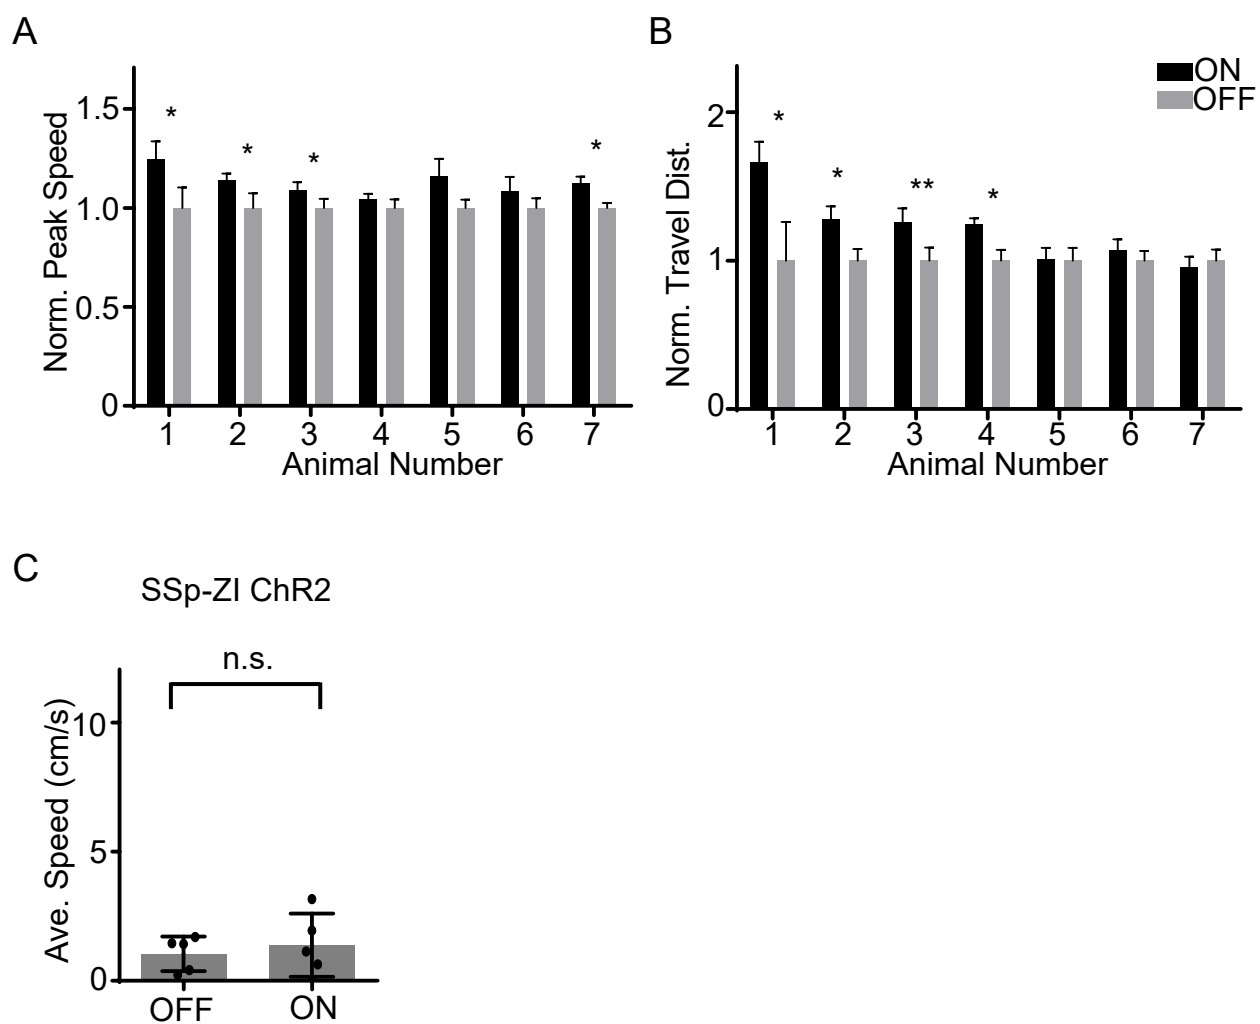 A
Norm. Peak Speed
1.5
1.0
0.5
0
*
*
*
*
1 2 3 4 5 6 7
Animal Number
B
ON
OFF
Norm. Travel Dist.
2
1
0
*
*
**
*
1 2 3 4 5 6 7
Animal Number
C
SSp-ZI ChR2
n.s.
Ave. Speed (cm/s)
10
5
0
OFF ON